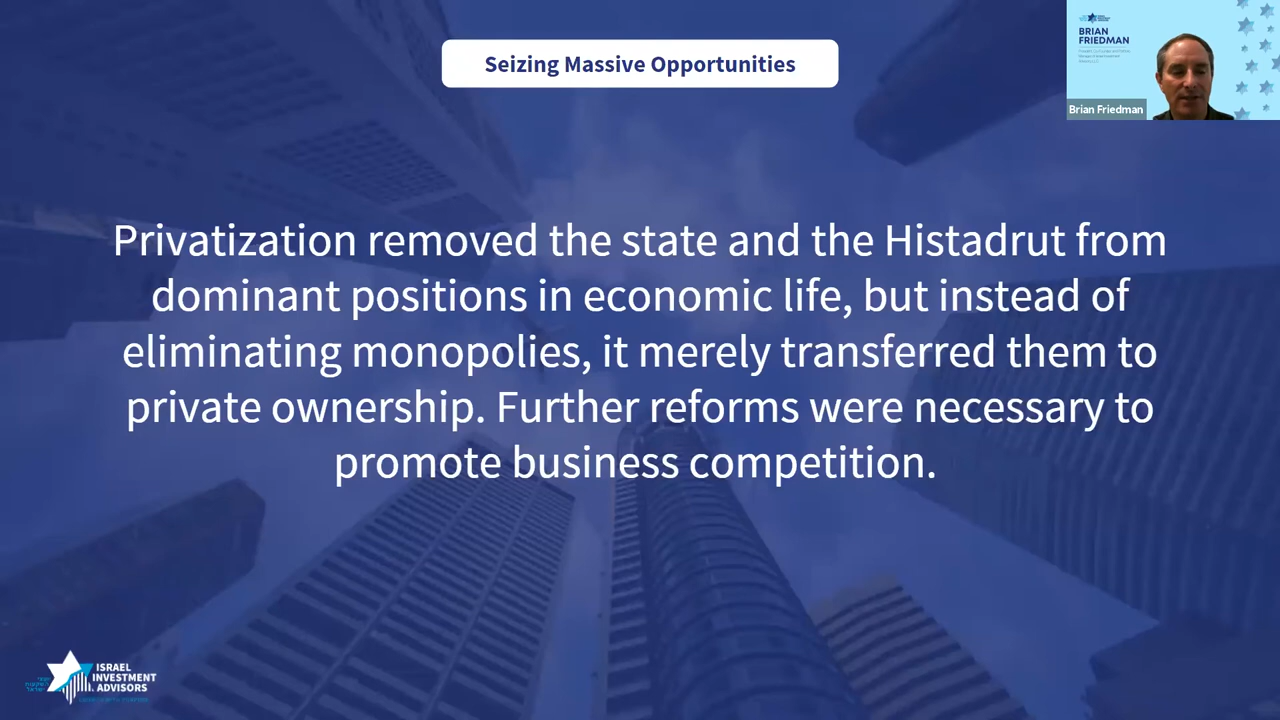 Seizing Massive Opportunities
BRIAN
FRIEDMAN
Brian Friedman
Privatization removed the state and the Histadrut from
dominant positions in economic life, but instead of
eliminating monopolies, it merely transferred them to
private ownership. Further reforms were necessary to
promote business competition.
ISRAEL
INVESTMENT
ADVISORS